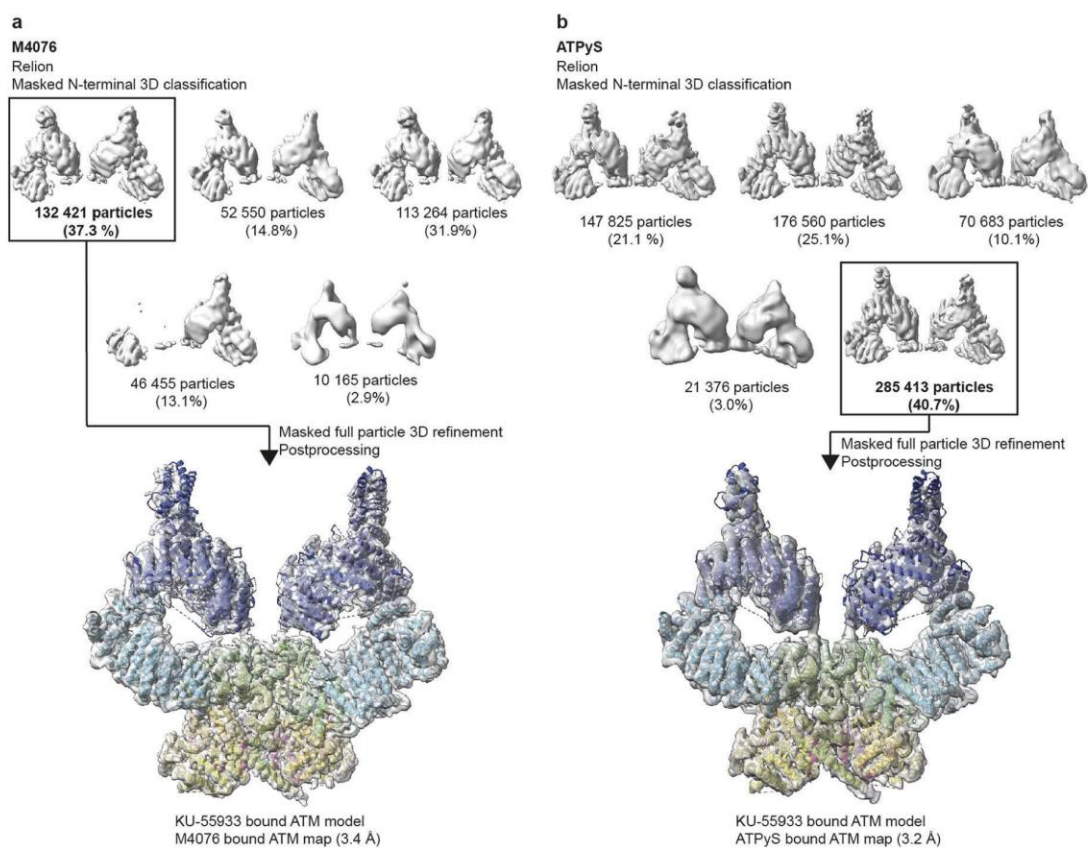 a
M4076
Relion
Masked N-terminal 3D classification
132 421 particles
(37.3 %)
52 550 particles
(14.8%)
113 264 particles
(31.9%)
46 455 particles
(13.1%)
10 165 particles
(2.9%)
Masked full particle 3D refinement
Postprocessing
KU-55933 bound ATM model
M4076 bound ATM map (3.4 Å)
b
ATPyS
Relion
Masked N-terminal 3D classification
147 825 particles
(21.1 %)
176 560 particles
(25.1%)
70 683 particles
(10.1%)
21 376 particles
(3.0%)
285 413 particles
(40.7%)
Masked full particle 3D refinement
Postprocessing
KU-55933 bound ATM model
ATPyS bound ATM map (3.2 Å)